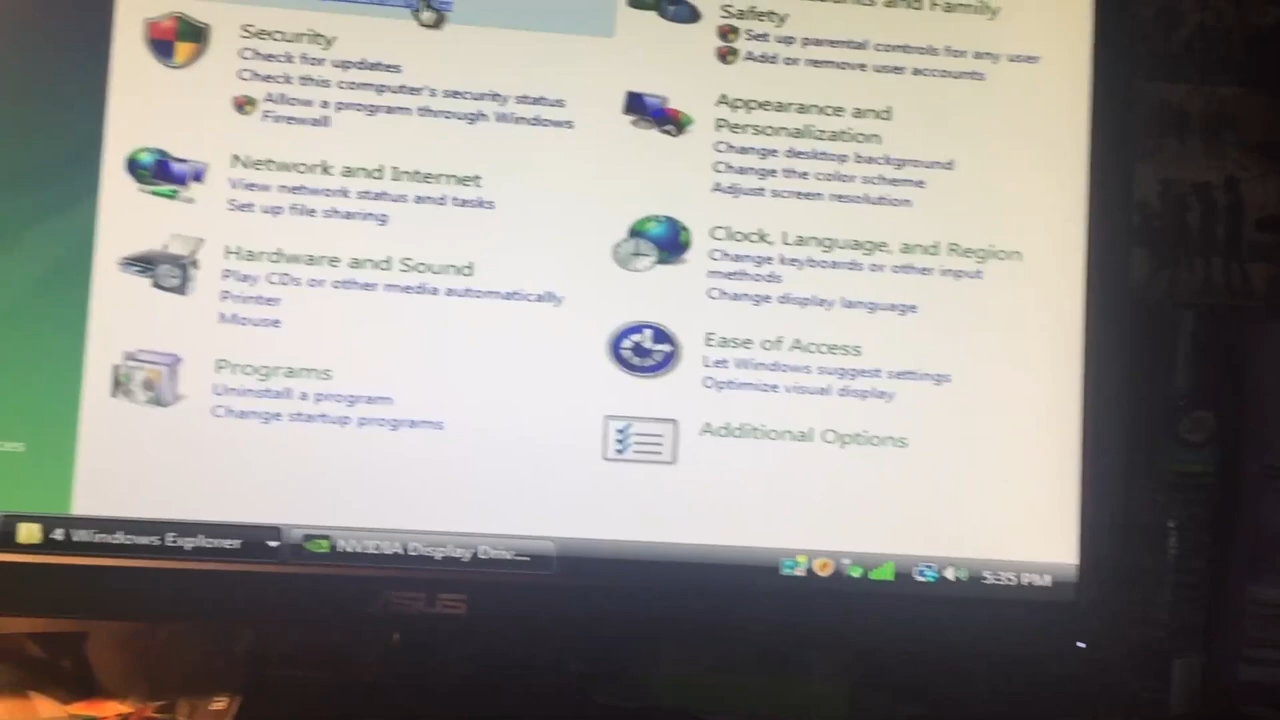 Security
Check for updates
Check this computer's security status
Allow a program through Windows
Firewall
Network and Internet
View network status and tasks
Set up file sharing
Hardware and Sound
Play CDs or other media automatically
Printer
Mouse
Programs
Uninstall a program
Change startup programs
and Family
Safety
Set up parental controls for any user
Add or remove user accounts
Appearance and
Personalization
Change desktop background
Change the color scheme
Adjust screen resolution
Clock, Language, and Region
Change keyboards or other input
methods
Change display language
Ease of Access
Let Windows suggest settings
Optimize visual display
Additional Options
4 Windows Explorer
NVIDIA Display Driv...
5:35 PM
ASUS